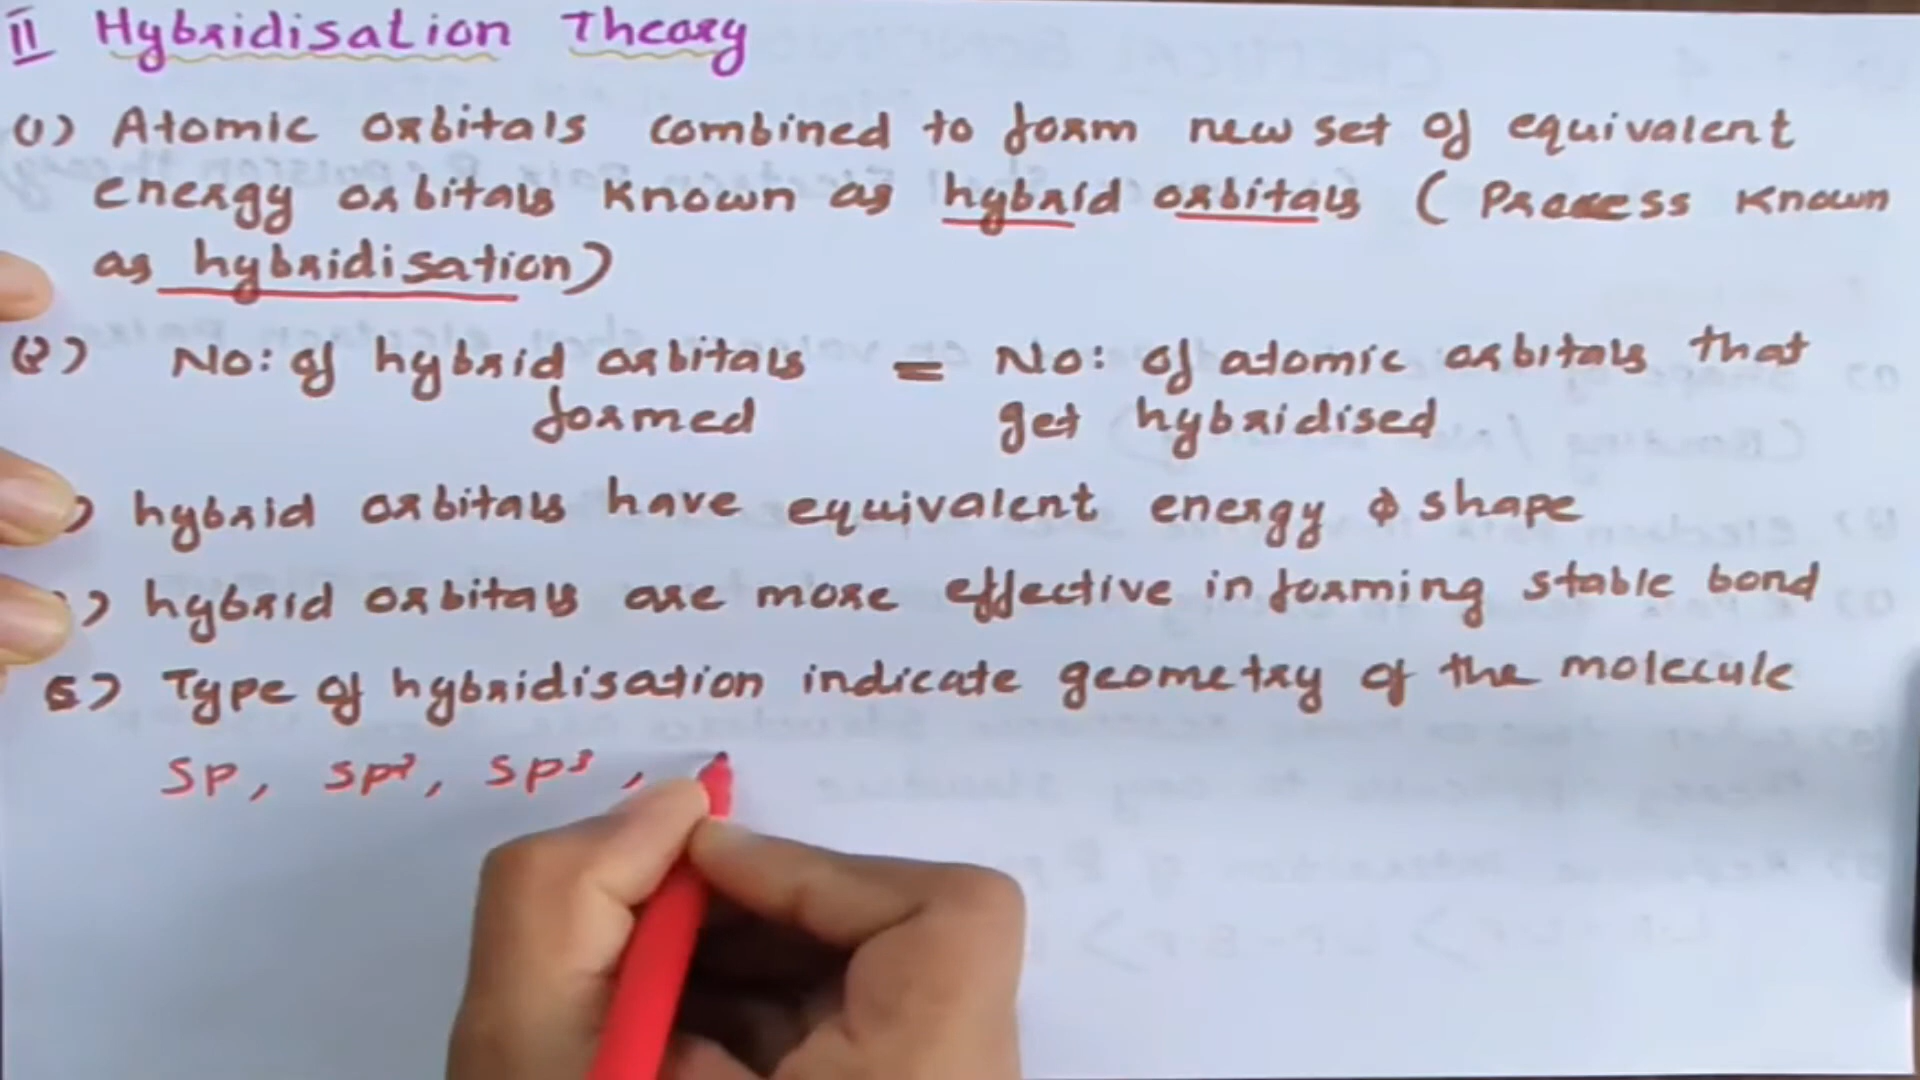 II Hybridisation Theory
(1) Atomic orbitals combined to form new set of equivalent
energy orbitals known as hybrid orbitals ( Process known
as hybridisation)
(2) No: of hybrid orbitals = No: of atomic orbitals that
formed get hybridised
) hybrid orbitals have equivalent energy & shape
) hybrid orbitals are more effective in forming stable bond
5) Type of hybridisation indicate geometry of the molecule
SP, SP², SP³,